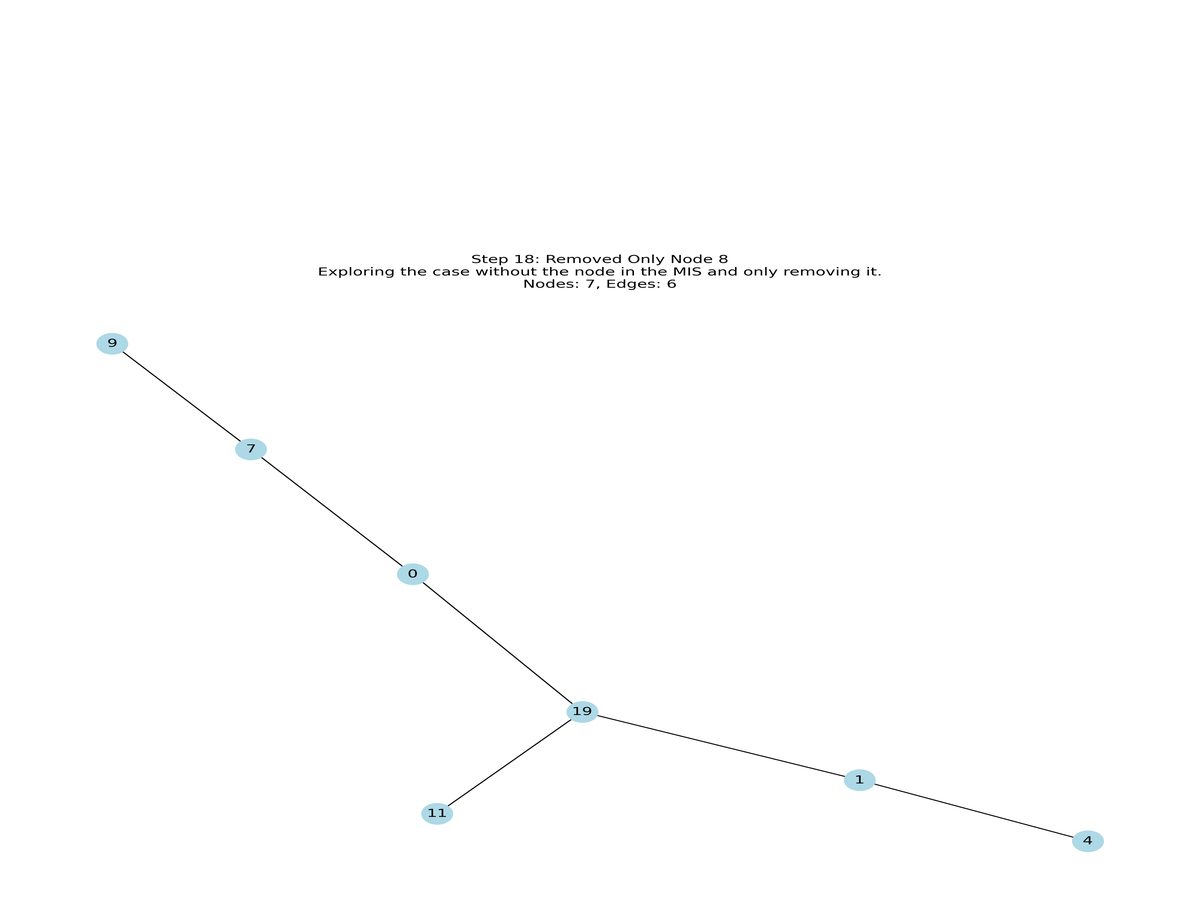 Step 18: Removed Only Node 8
Exploring the case without the node in the MIS and only removing it.
Nodes: 7, Edges: 6
9
7
0
19
1
11
4